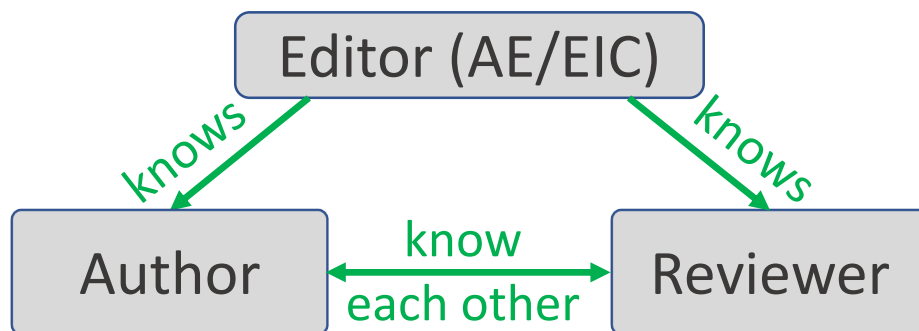 Editor (AE/EIC)
knows
knows
Author
know
each other
Reviewer